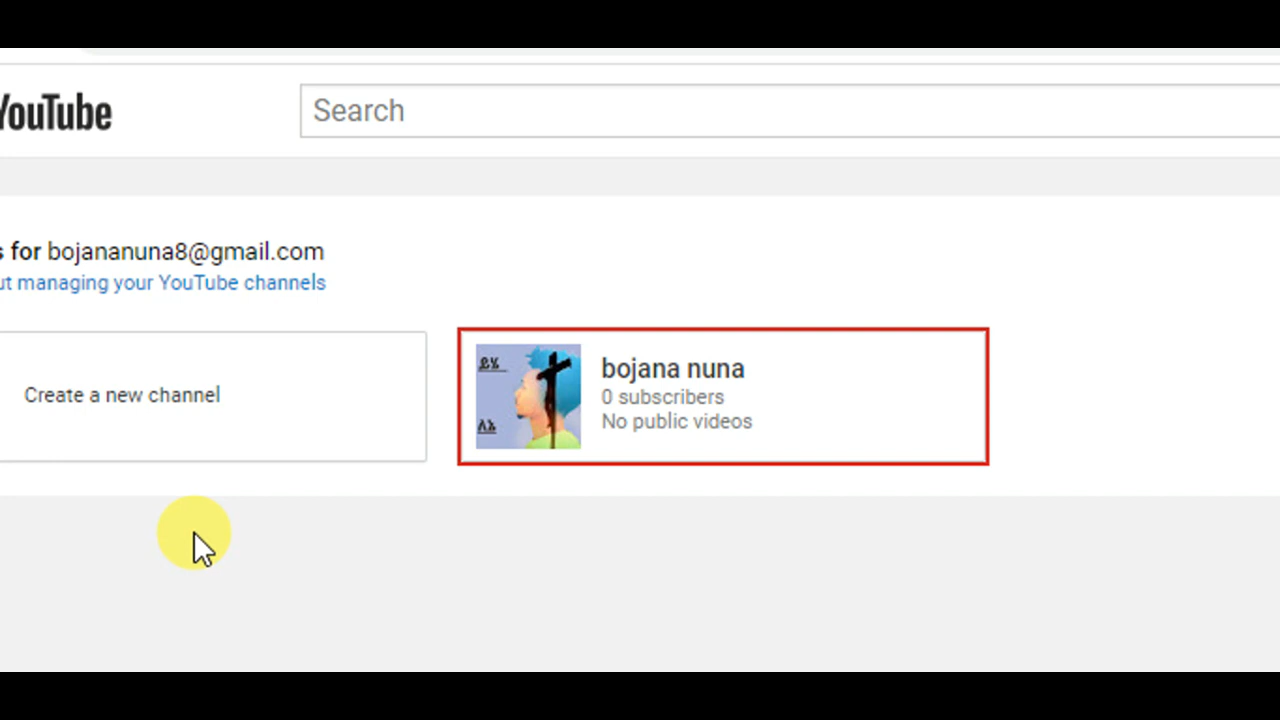 YouTube
Search
s for bojananuna8@gmail.com
ut managing your YouTube channels
Create a new channel
bojana nuna
0 subscribers
No public videos